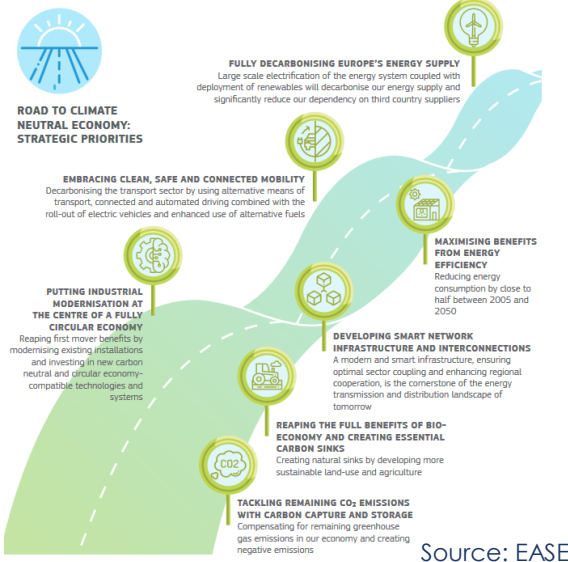 ROAD TO CLIMATE
NEUTRAL ECONOMY:
STRATEGIC PRIORITIES
FULLY DECARBONISING EUROPE'S ENERGY SUPPLY
Large scale electrification of the energy system coupled with
deployment of renewables will decarbonise our energy supply and
significantly reduce our dependency on third country suppliers
EMBRACING CLEAN, SAFE AND CONNECTED MOBILITY
Decarbonising the transport sector by using alternative means of
transport, connected and automated driving combined with the
roll-out of electric vehicles and enhanced use of alternative fuels
MAXIMISING BENEFITS
FROM ENERGY
EFFICIENCY
Reducing energy
consumption by close to
half between 2005 and
2050
PUTTING INDUSTRIAL
MODERNISATION AT
THE CENTRE OF A FULLY
CIRCULAR ECONOMY
Reaping first mover benefits by
modernising existing installations
and investing in new carbon
neutral and circular economy-
compatible technologies and
systems
DEVELOPING SMART NETWORK
INFRASTRUCTURE AND INTERCONNECTIONS
A modern and smart infrastructure, ensuring
optimal sector coupling and enhancing regional
cooperation, is the cornerstone of the energy
transmission and distribution landscape of
tomorrow
REAPING THE FULL BENEFITS OF BIO-
ECONOMY AND CREATING ESSENTIAL
CARBON SINKS
Creating natural sinks by developing more
sustainable land-use and agriculture
CO2
TACKLING REMAINING CO₂ EMISSIONS
WITH CARBON CAPTURE AND STORAGE
Compensating for remaining greenhouse
gas emissions in our economy and creating
negative emissions
Source: EASE